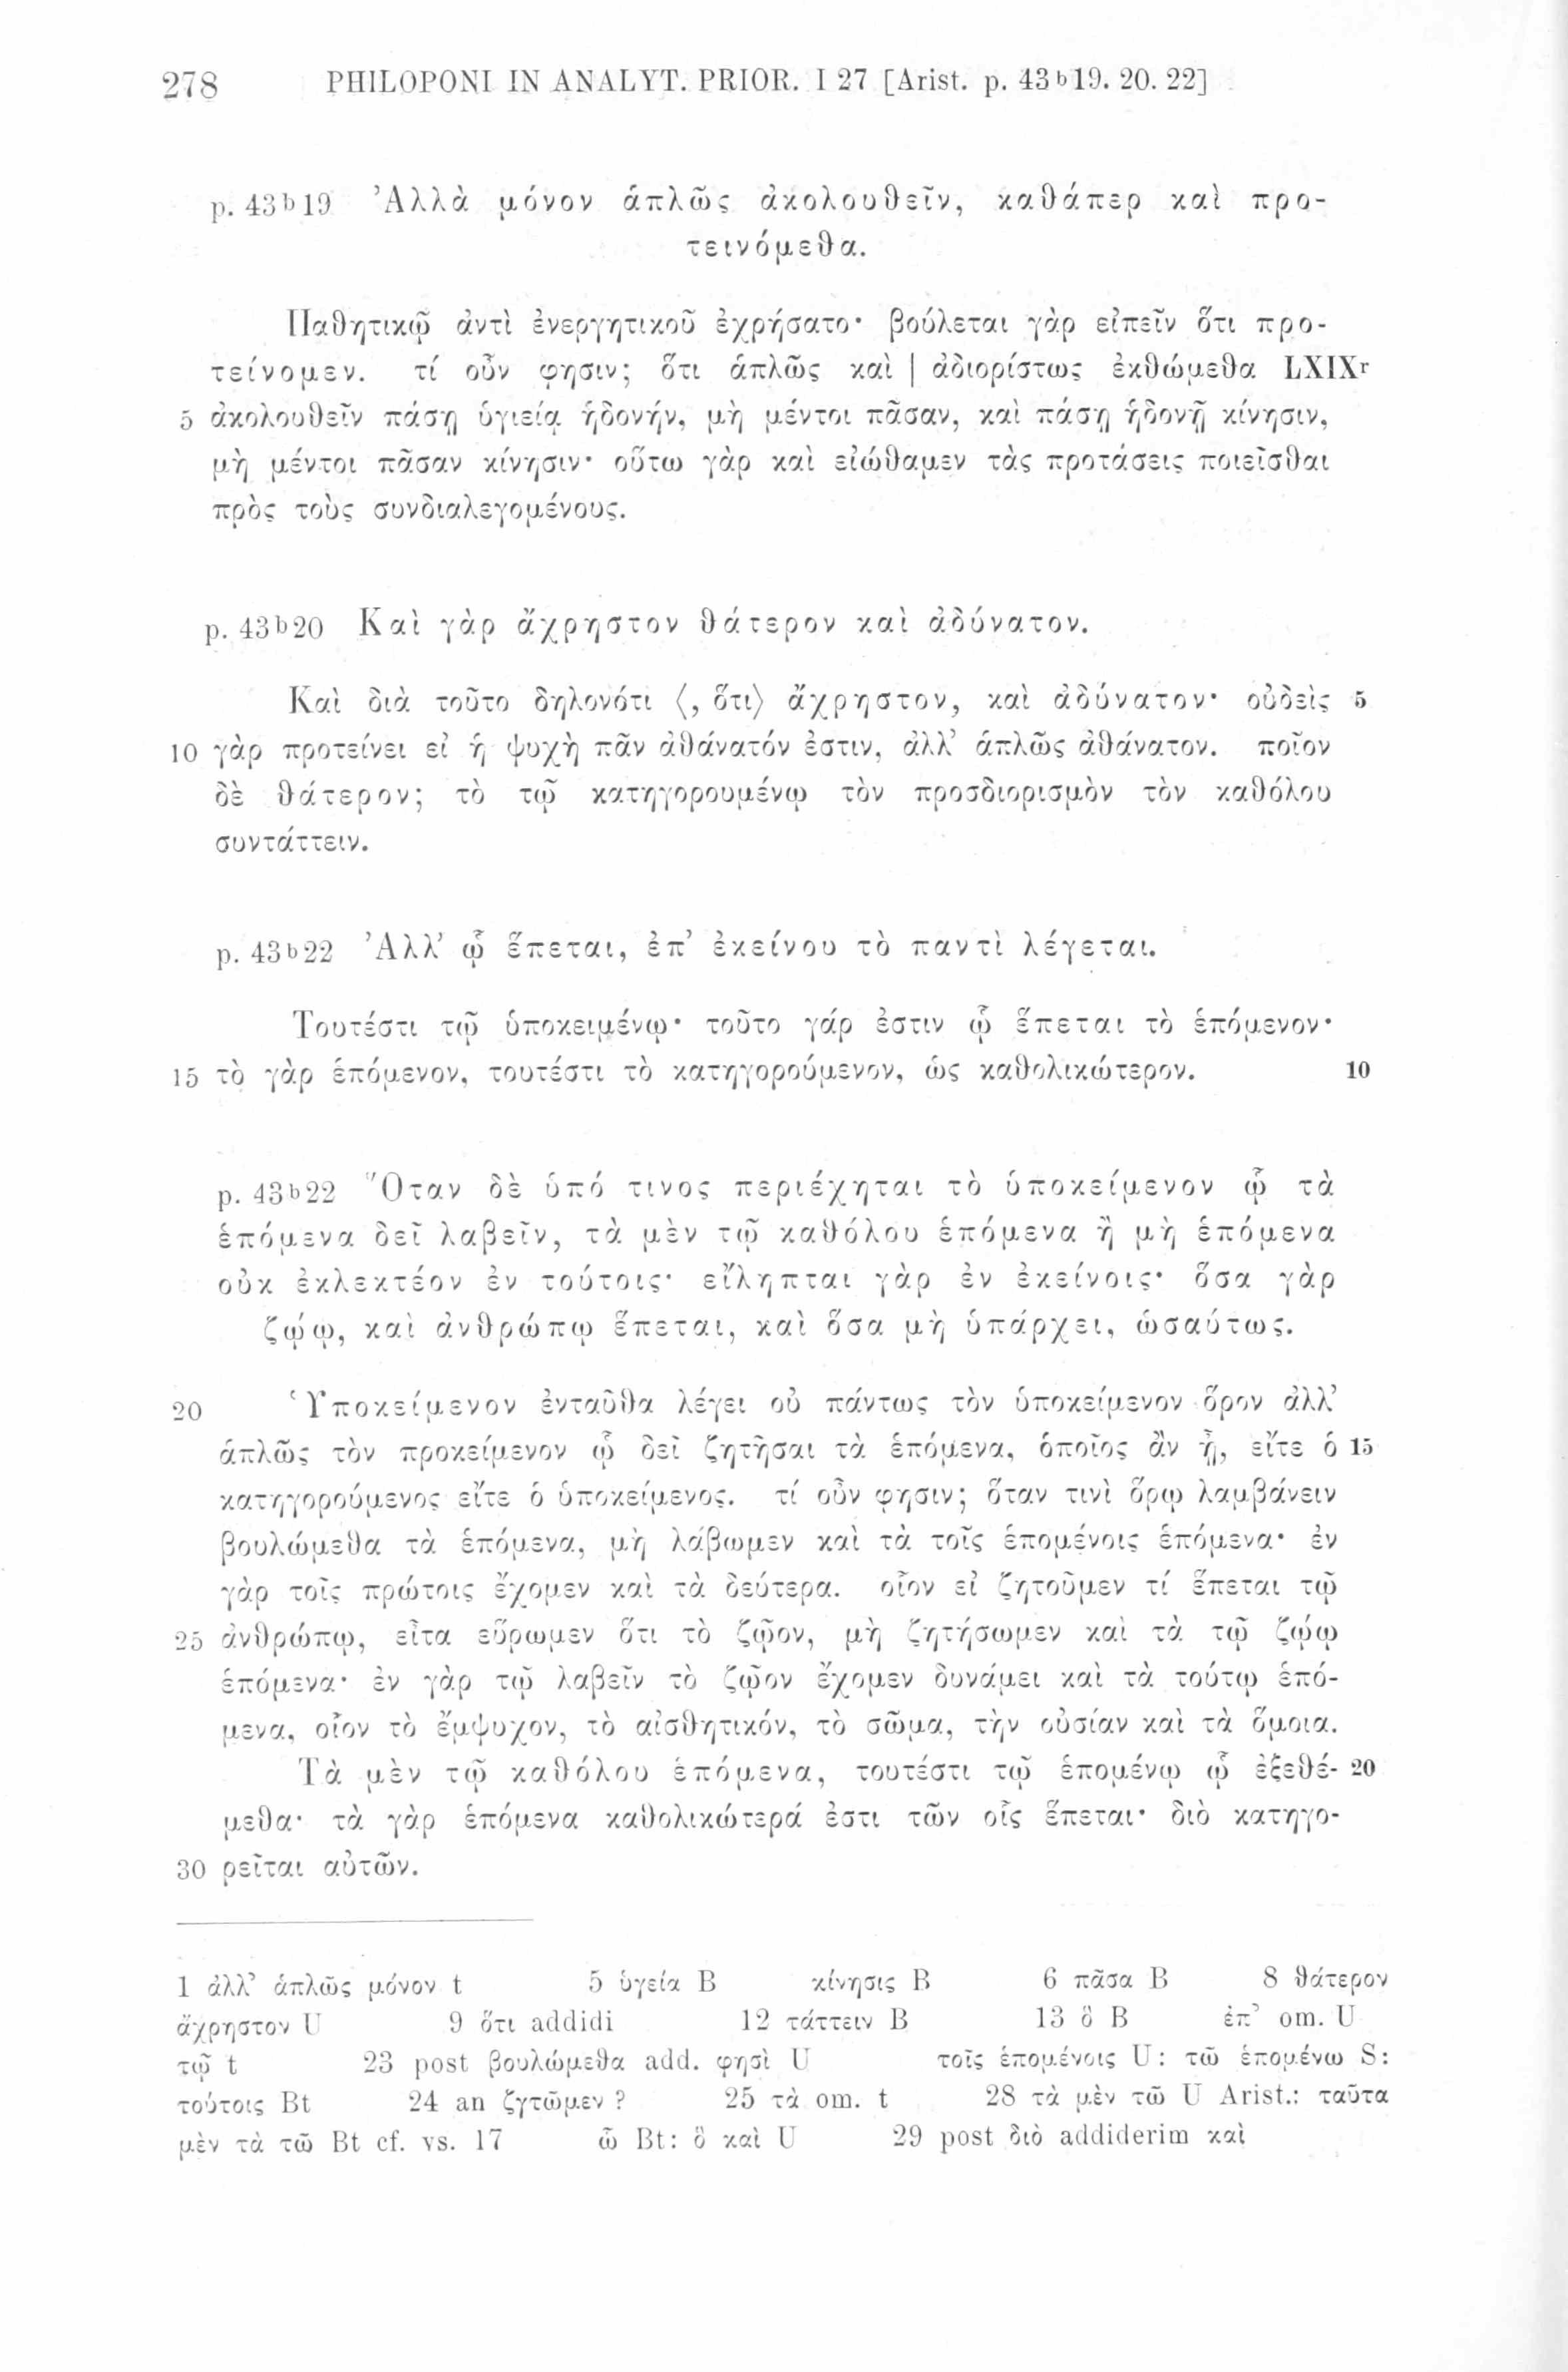 278 PHILOPONI IN ANALYT. PRIOR. I 27 [Arist. p. 43ᵇ19. 20. 22]
p. 43ᵇ19 Ἀλλὰ μόνον ἁπλῶς ἀκολουθεῖν, καθάπερ καὶ προ-
τεινόμεθα.
Παθητικῷ ἀντὶ ἐνεργητικοῦ ἐχρήσατο· βούλεται γὰρ εἰπεῖν ὅτι προ-
τείνομεν. τί οὖν φησιν; ὅτι ἁπλῶς καὶ | ἀδιορίστως ἐκθώμεθα LXIXʳ
5 ἀκολουθεῖν πάσῃ ὑγιείᾳ ἡδονήν, μὴ μέντοι πᾶσαν, καὶ πάσῃ ἡδονῇ κίνησιν,
μὴ μέντοι πᾶσαν κίνησιν· οὕτω γὰρ καὶ εἰώθαμεν τὰς προτάσεις ποιεῖσθαι
πρὸς τοὺς συνδιαλεγομένους.
p. 43ᵇ20 Καὶ γὰρ ἄχρηστον θάτερον καὶ ἀδύνατον.
Καὶ διὰ τοῦτο δηλονότι ⟨, ὅτι⟩ ἄχρηστον, καὶ ἀδύνατον· οὐδεὶς 5
10 γὰρ προτείνει εἰ ἡ ψυχὴ πᾶν ἀθάνατόν ἐστιν, ἀλλ’ ἁπλῶς ἀθάνατον. ποῖον
δὲ θάτερον; τὸ τῷ κατηγορουμένῳ τὸν προσδιορισμὸν τὸν καθόλου
συντάττειν.
p. 43ᵇ22 Ἀλλ’ ᾧ ἕπεται, ἐπ’ ἐκείνου τὸ παντὶ λέγεται.
Τουτέστι τῷ ὑποκειμένῳ· τοῦτο γάρ ἐστιν ᾧ ἕπεται τὸ ἑπόμενον·
15 τὸ γὰρ ἑπόμενον, τουτέστι τὸ κατηγορούμενον, ὡς καθολικώτερον. 10
p. 43ᵇ22 Ὅταν δὲ ὑπό τινος περιέχηται τὸ ὑποκείμενον ᾧ τὰ
ἑπόμενα δεῖ λαβεῖν, τὰ μὲν τῷ καθόλου ἑπόμενα ἢ μὴ ἑπόμενα
οὐκ ἐκλεκτέον ἐν τούτοις· εἴληπται γὰρ ἐν ἐκείνοις· ὅσα γὰρ
ζῴῳ, καὶ ἀνθρώπῳ ἕπεται, καὶ ὅσα μὴ ὑπάρχει, ὡσαύτως.
20 Ὑποκείμενον ἐνταῦθα λέγει οὐ πάντως τὸν ὑποκείμενον ὅρον ἀλλ’
ἁπλῶς τὸν προκείμενον ᾧ δεῖ ζητῆσαι τὰ ἑπόμενα, ὁποῖος ἂν ᾖ, εἴτε ὁ 15
κατηγορούμενος εἴτε ὁ ὑποκείμενος. τί οὖν φησιν; ὅταν τινὶ ὅρῳ λαμβάνειν
βουλώμεθα τὰ ἑπόμενα, μὴ λάβωμεν καὶ τὰ τοῖς ἑπομένοις ἑπόμενα· ἐν
γὰρ τοῖς πρώτοις ἔχομεν καὶ τὰ δεύτερα. οἷον εἰ ζητοῦμεν τί ἕπεται τῷ
25 ἀνθρώπῳ, εἶτα εὕρωμεν ὅτι τὸ ζῷον, μὴ ζητήσωμεν καὶ τὰ τῷ ζῴῳ
ἑπόμενα· ἐν γὰρ τῷ λαβεῖν τὸ ζῷον ἔχομεν δυνάμει καὶ τὰ τούτῳ ἑπό-
μενα, οἷον τὸ ἔμψυχον, τὸ αἰσθητικόν, τὸ σῶμα, τὴν οὐσίαν καὶ τὰ ὅμοια.
Τὰ μὲν τῷ καθόλου ἑπόμενα, τουτέστι τῷ ἑπομένῳ ᾧ ἐξεθέ- 20
μεθα· τὰ γὰρ ἑπόμενα καθολικώτερά ἐστι τῶν οἷς ἕπεται· διὸ κατηγο-
30 ρεῖται αὐτῶν.
1 ἀλλ’ ἁπλῶς μόνον t 5 ὑγεία B κίνησις B 6 πᾶσα B 8 θάτερον
ἄχρηστον U 9 ὅτι addidi 12 τάττειν B 13 ὃ B ἐπ’ om. U
τῷ t 23 post βουλώμεθα add. φησὶ U τοῖς ἑπομένοις U: τῶ ἑπομένω S:
τούτοις Bt 24 an ζητῶμεν? 25 τὰ om. t 28 τὰ μὲν τῶ U Arist.: ταῦτα
μὲν τὰ τῶ Bt cf. vs. 17 ὧ Bt: ὃ καὶ U 29 post διὸ addiderim καὶ